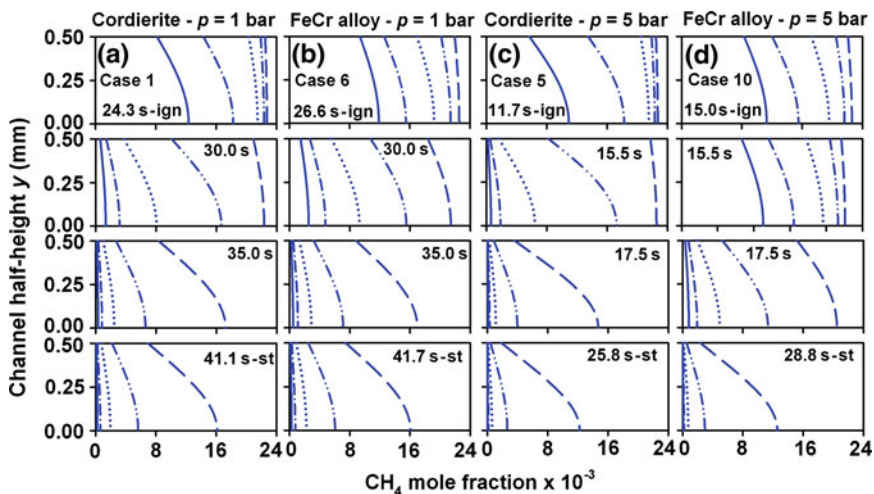 Cordierite - p = 1 bar FeCr alloy - p = 1 bar Cordierite - p = 5 bar FeCr alloy - p = 5 bar
Channel half-height y (mm)
0.50 (a) (b) (c) (d)
0.25 Case 1 Case 6 Case 5 Case 10
0.00 24.3 s-ign 26.6 s-ign 11.7 s-ign 15.0 s-ign
0.50 30.0 s 30.0 s 15.5 s 15.5 s
0.25
0.00
0.50 35.0 s 35.0 s 17.5 s 17.5 s
0.25
0.00
0.50 41.1 s-st 41.7 s-st 25.8 s-st 28.8 s-st
0.25
0.00
0 8 16 0 8 16 0 8 16 0 8 16 24
CH4 mole fraction x 10-3